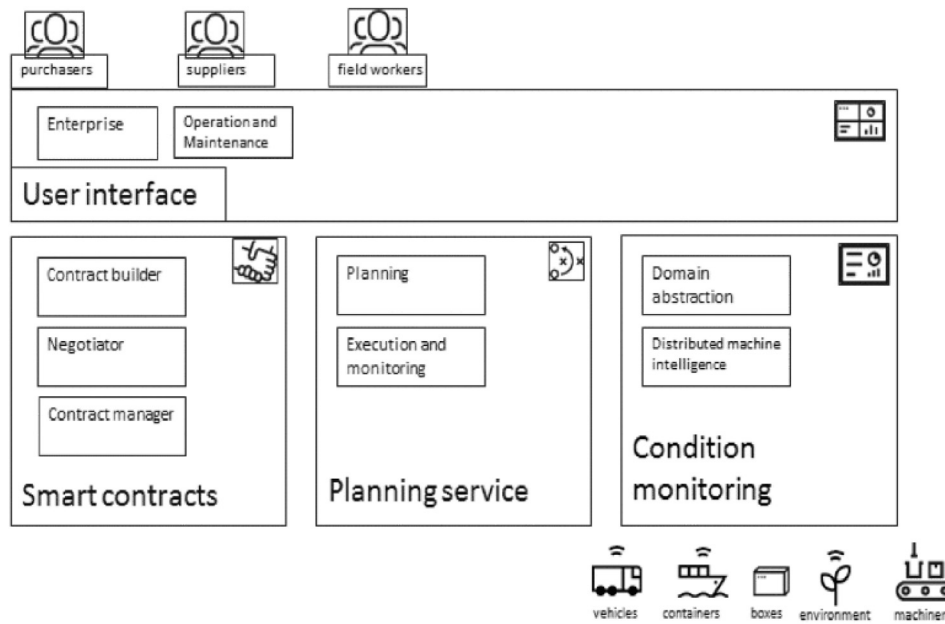 purchasers
suppliers
field workers
Enterprise
Operation and
Maintenance
User interface
Contract builder
Negotiator
Contract manager
Smart contracts
Planning
Execution and
monitoring
Planning service
Domain
abstraction
Distributed machine
intelligence
Condition
monitoring
vehicles
containers
boxes
environment
machiner